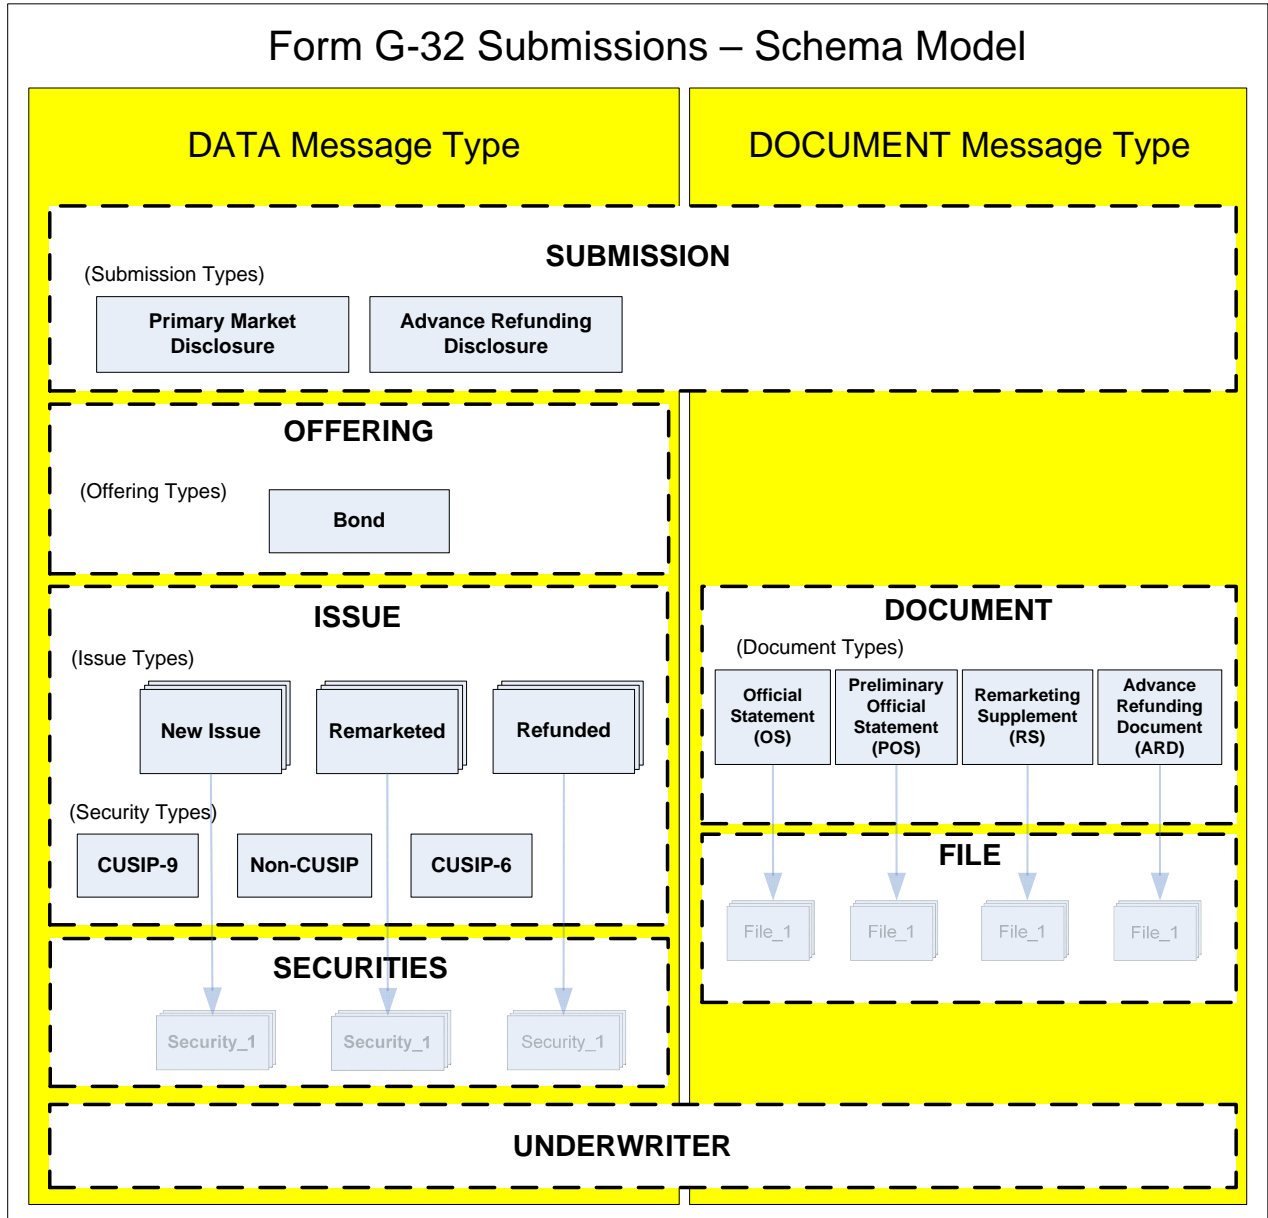 Form G-32 Submissions – Schema Model
DATA Message Type
DOCUMENT Message Type
SUBMISSION
(Submission Types)
Primary Market
Disclosure
Advance Refunding
Disclosure
OFFERING
(Offering Types)
Bond
ISSUE
(Issue Types)
New Issue
Remarketed
Refunded
(Security Types)
CUSIP-9
Non-CUSIP
CUSIP-6
SECURITIES
Security_1
Security_1
Security_1
DOCUMENT
(Document Types)
Official
Statement
(OS)
Preliminary
Official
Statement
(POS)
Remarketing
Supplement
(RS)
Advance
Refunding
Document
(ARD)
FILE
File_1
File_1
File_1
File_1
UNDERWRITER